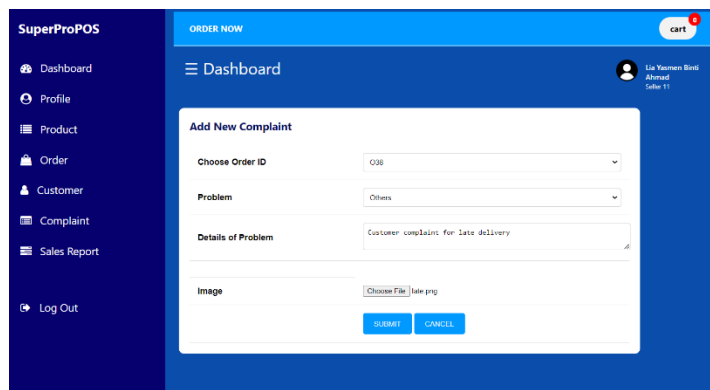 SuperProPOS
ORDER NOW
0
cart
Dashboard
Profile
Product
Order
Customer
Complaint
Sales Report
Log Out
☰ Dashboard
Lia Yasmen Binti
Ahmad
Seller 11
Add New Complaint
Choose Order ID
O38
Problem
Others
Details of Problem
Customer complaint for late delivery
Image
Choose File late.png
SUBMIT
CANCEL